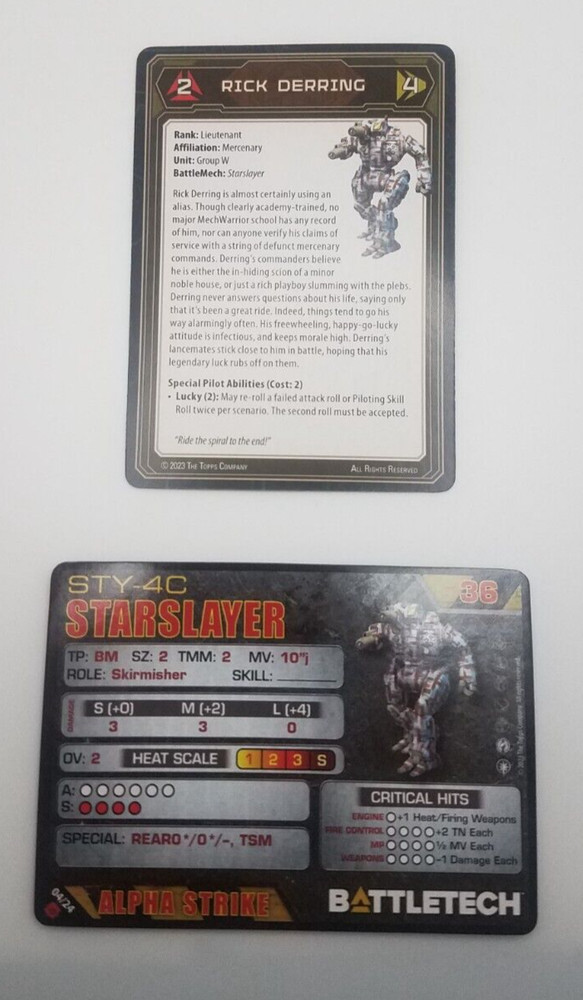 2 RICK DERRING 4
Rank: Lieutenant
Affiliation: Mercenary
Unit: Group W
BattleMech: Starslayer
Rick Derring is almost certainly using an
alias. Though clearly academy-trained, no
major MechWarrior school has any record
of him, nor can anyone verify his claims of
service with a string of defunct mercenary
commands. Derring's commanders believe
he is either the in-hiding scion of a minor
noble house, or just a rich playboy slumming with the plebs.
Derring never answers questions about his life, saying only
that it's been a great ride. Indeed, things tend to go his
way alarmingly often. His freewheeling, happy-go-lucky
attitude is infectious, and keeps morale high. Derring's
lancemates stick close to him in battle, hoping that his
legendary luck rubs off on them.
Special Pilot Abilities (Cost: 2)
• Lucky (2): May re-roll a failed attack roll or Piloting Skill
Roll twice per scenario. The second roll must be accepted.
"Ride the spiral to the end!"
© 2023 The Topps Company All Rights Reserved
STY-4C
36
STARSLAYER
TP: BM SZ: 2 TMM: 2 MV: 10"j
ROLE: Skirmisher SKILL:
DAMAGE
S (+0) M (+2) L (+4)
3 3 0
OV: 2 HEAT SCALE 1 2 3 S
A:
S:
SPECIAL: REAR0*/0*/-, TSM
CRITICAL HITS
ENGINE +1 Heat/Firing Weapons
FIRE CONTROL +2 TN Each
MP ½ MV Each
WEAPONS -1 Damage Each
04/24
ALPHA STRIKE
BATTLETECH
© 2023 The Topps Company. All rights reserved.